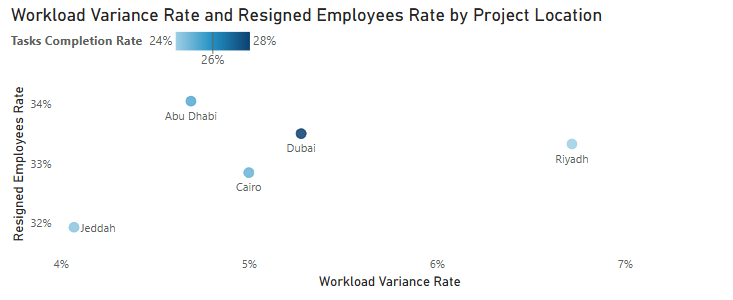 Workload Variance Rate and Resigned Employees Rate by Project Location
Tasks Completion Rate 24% 28%
26%
Resigned Employees Rate
34%
Abu Dhabi
Dubai
33%
Riyadh
Cairo
32%
Jeddah
4% 5% 6% 7%
Workload Variance Rate